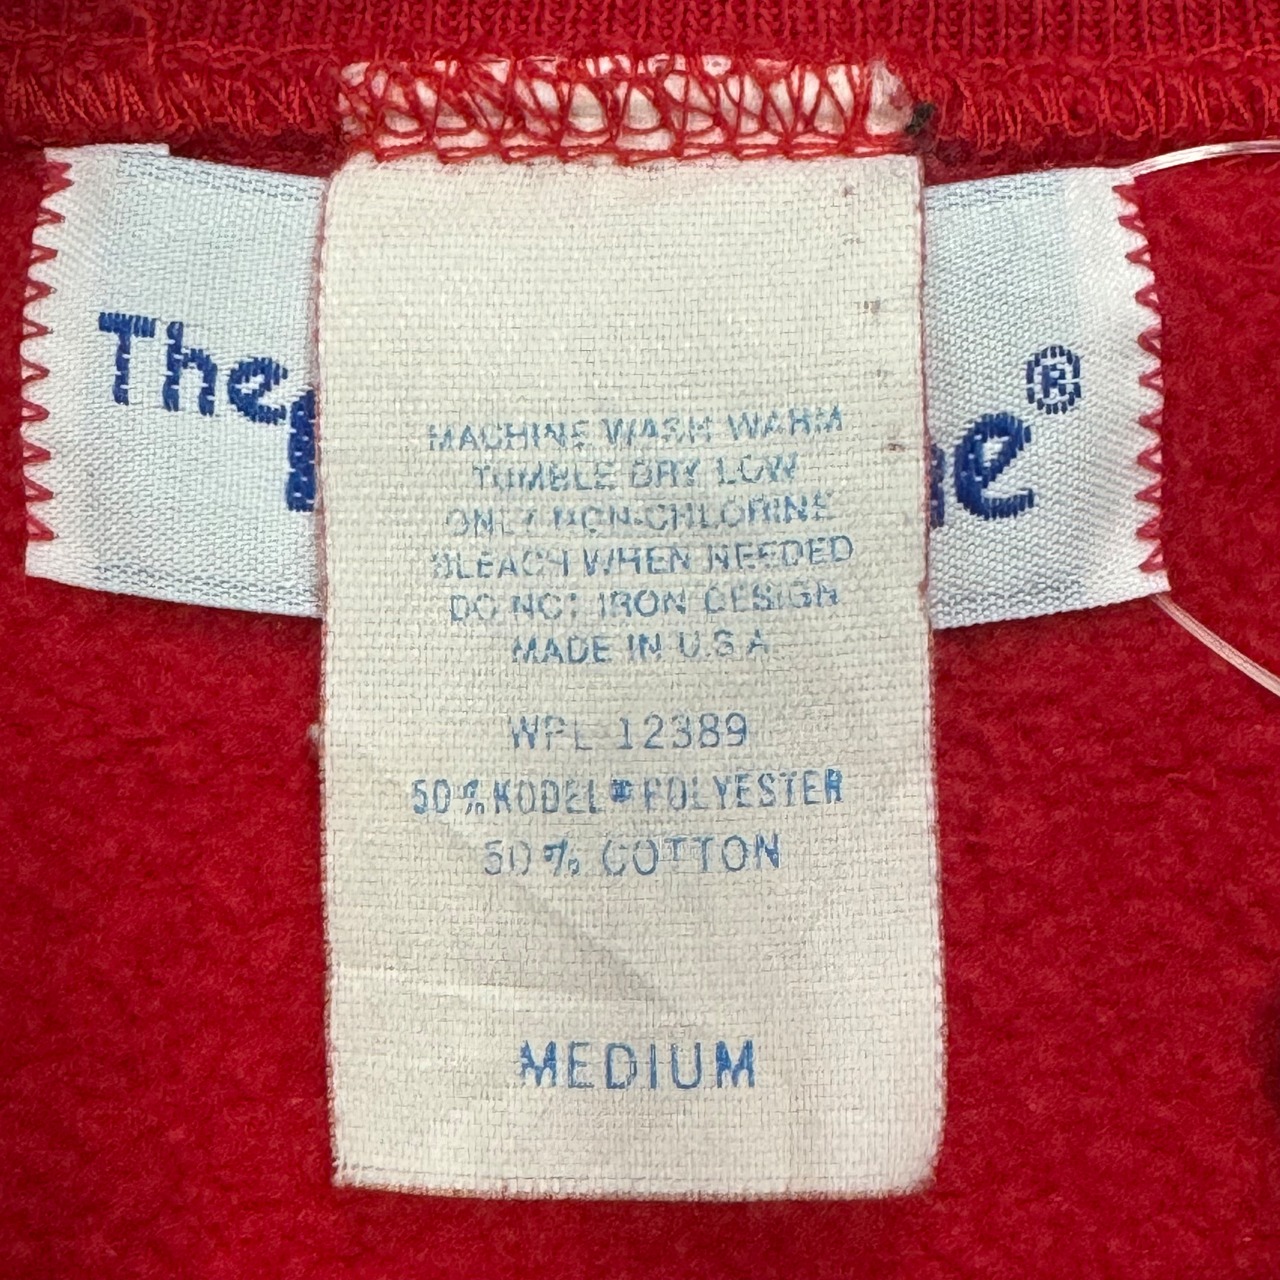 The
e®
MACHINE WASH WARM
TUMBLE DRY LOW
ONLY NON-CHLORINE
BLEACH WHEN NEEDED
DO NOT IRON DESIGN
MADE IN U.S.A.
WPL 12389
50% KODEL® POLYESTER
50% COTTON
MEDIUM